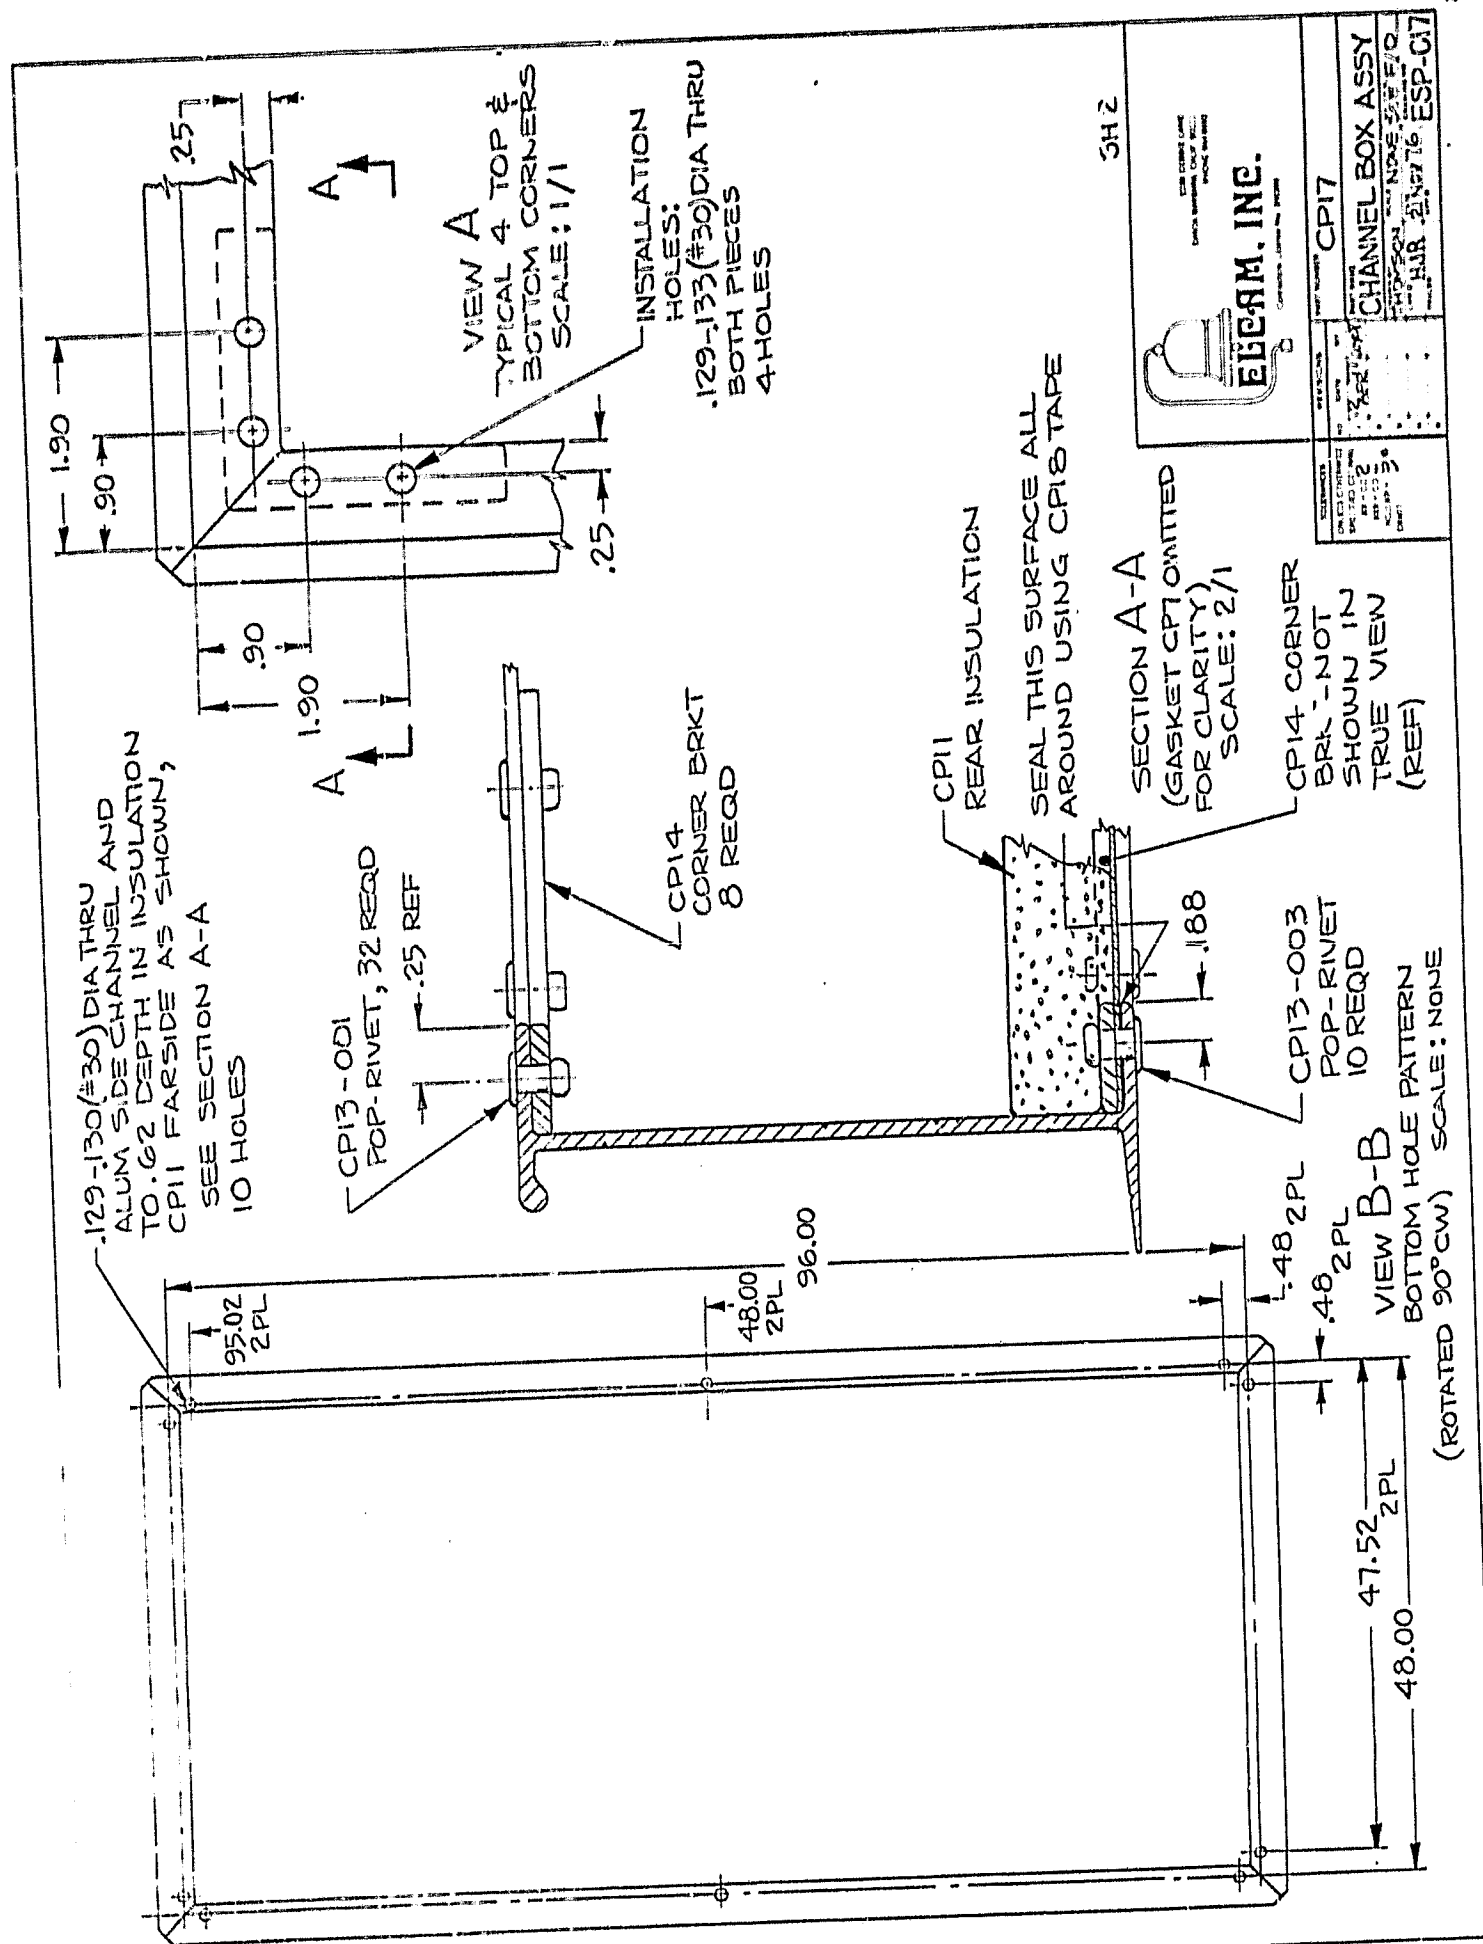 .129-.130(#30)DIA THRU
ALUM SIDE CHANNEL AND
TO .62 DEPTH IN INSULATION
CP11 FARSIDE AS SHOWN,
SEE SECTION A-A
10 HOLES
95.02
2PL
48.00
2PL
96.00
.48 2PL
.48 2PL
47.52
2PL
48.00
VIEW B-B
BOTTOM HOLE PATTERN
(ROTATED 90° CW) SCALE: NONE
CP13-001
POP-RIVET, 32 REQD
.25 REF
CP14
CORNER BRKT
8 REQD
CP11
REAR INSULATION
SEAL THIS SURFACE ALL
AROUND USING CP18 TAPE
SECTION A-A
(GASKET CP7 OMITTED
FOR CLARITY)
SCALE: 2/1
CP14 CORNER
NOT
SHOWN IN
TRUE VIEW
(REF)
.188
CP13-003
POP-RIVET
10 REQD
1.90
.90
.25
A
.90
1.90
A
.25
VIEW A
TYPICAL 4 TOP &
BOTTOM CORNERS
SCALE: 1/1
INSTALLATION
HOLES:
.129-.133(#30)DIA THRU
BOTH PIECES
4 HOLES
SH 2
ELCAM, INC.
TOLERANCES
REVISIONS
CP17
CHANNEL BOX ASSY
ESP-C17